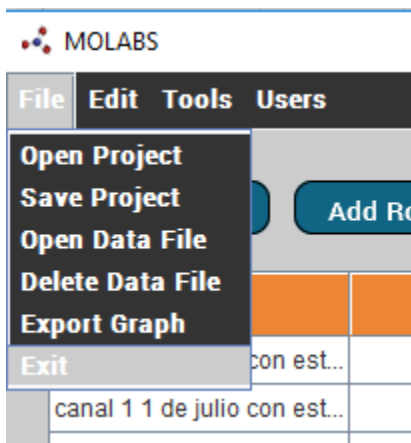 MOLABS
File Edit Tools Users
Open Project
Save Project
Open Data File
Add Ro
Delete Data File
Export Graph
Exit
con est...
canal 1 1 de julio con est...